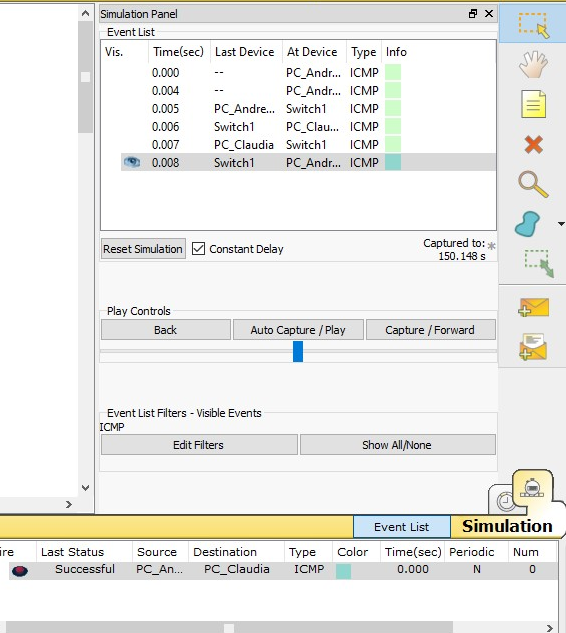 Simulation Panel
Event List
Vis. Time(sec) Last Device At Device Type Info
0.000 -- PC_Andr... ICMP
0.004 -- PC_Andr... ICMP
0.005 PC_Andre... Switch1 ICMP
0.006 Switch1 PC_Clau... ICMP
0.007 PC_Claudia Switch1 ICMP
0.008 Switch1 PC_Andr... ICMP
Reset Simulation Constant Delay Captured to: *
150.148 s
Play Controls
Back Auto Capture / Play Capture / Forward
Event List Filters - Visible Events
ICMP
Edit Filters Show All/None
Event List Simulation
ire Last Status Source Destination Type Color Time(sec) Periodic Num
Successful PC_An... PC_Claudia ICMP 0.000 N 0